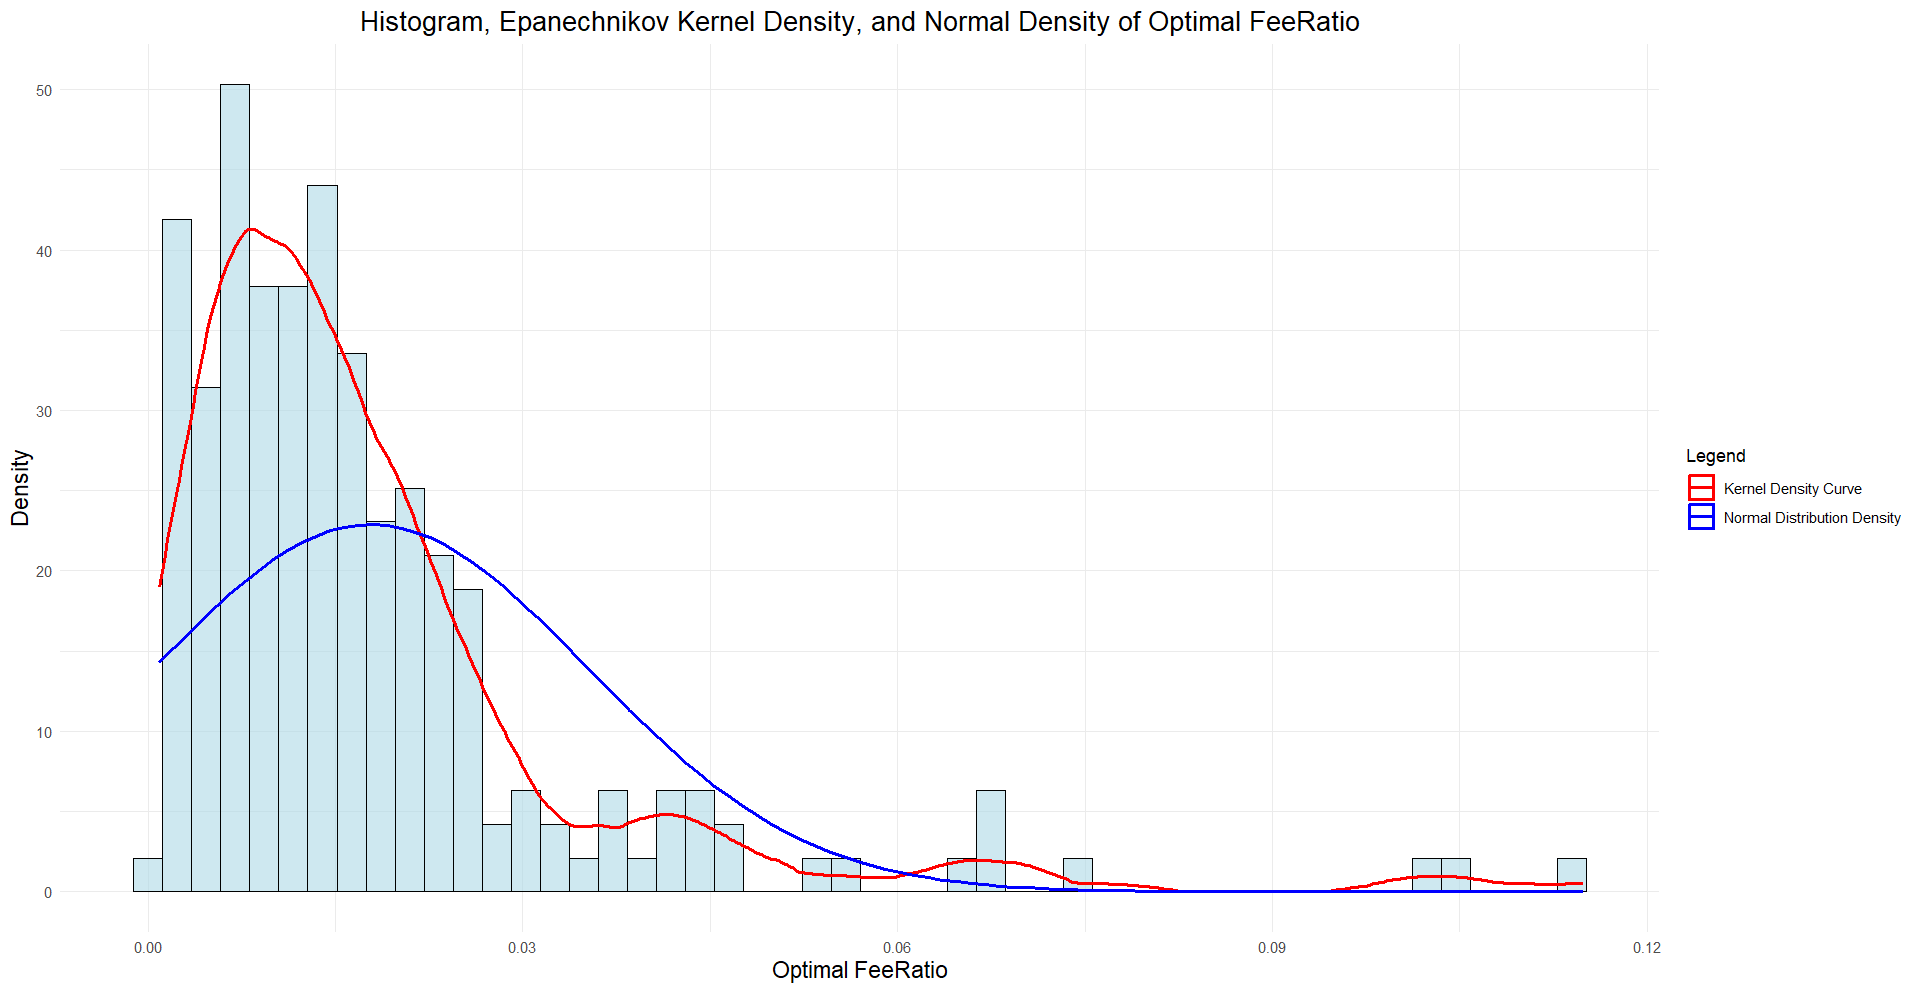 Histogram, Epanechnikov Kernel Density, and Normal Density of Optimal FeeRatio
50
40
30
20
10
0
Density
0.00
0.03
0.06
0.09
0.12
Optimal FeeRatio
Legend
Kernel Density Curve
Normal Distribution Density